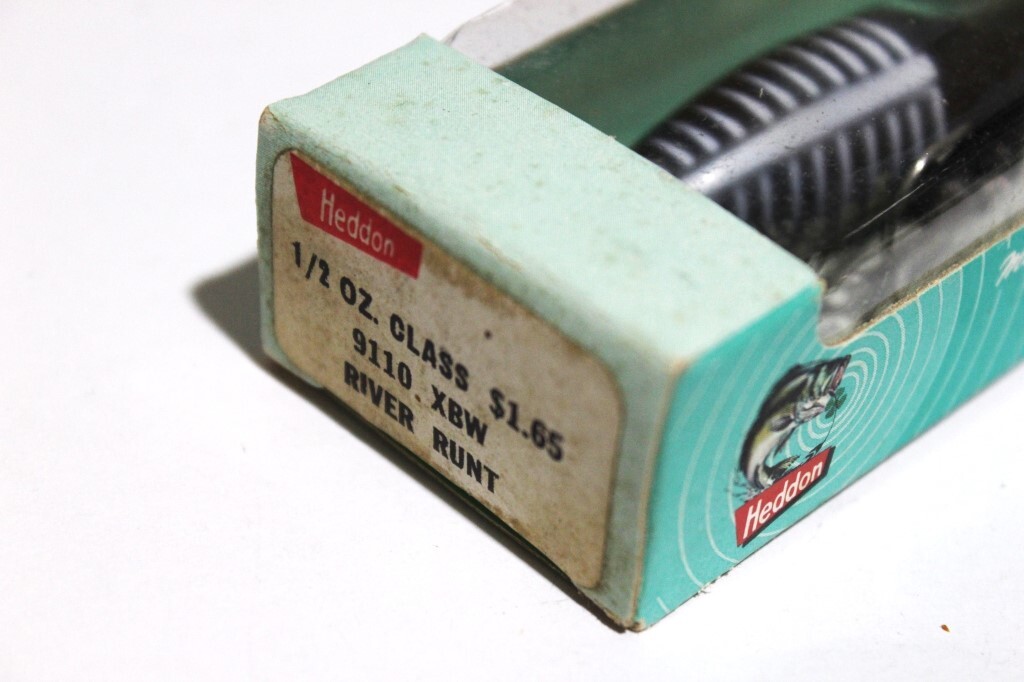 Heddon
1/2 OZ. CLASS $1.65
9110 XBW
RIVER RUNT
Heddon